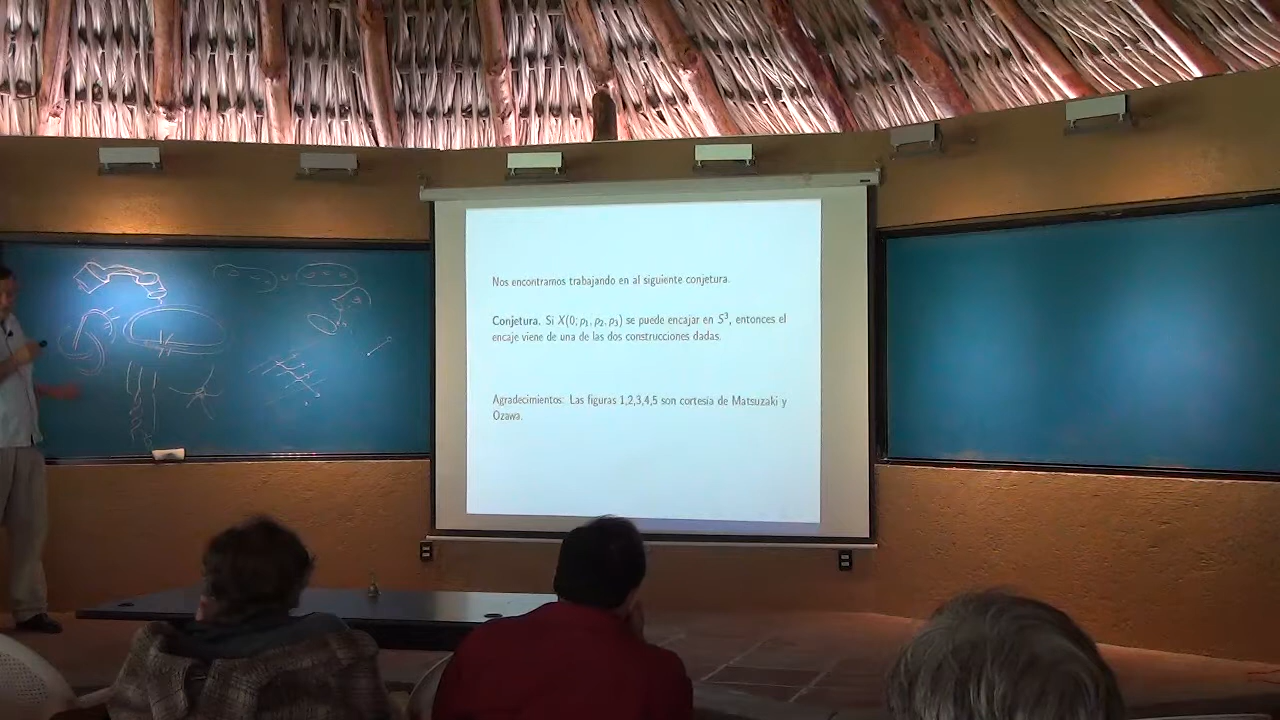 Nos encontramos trabajando en al siguiente conjetura.
Conjetura. Si X(0; p₁, p₂, p₃) se puede encajar en S³, entonces el
encaje viene de una de las dos construcciones dadas.
Agradecimientos: Las figuras 1,2,3,4,5 son cortesía de Matsuzaki y
Ozawa.